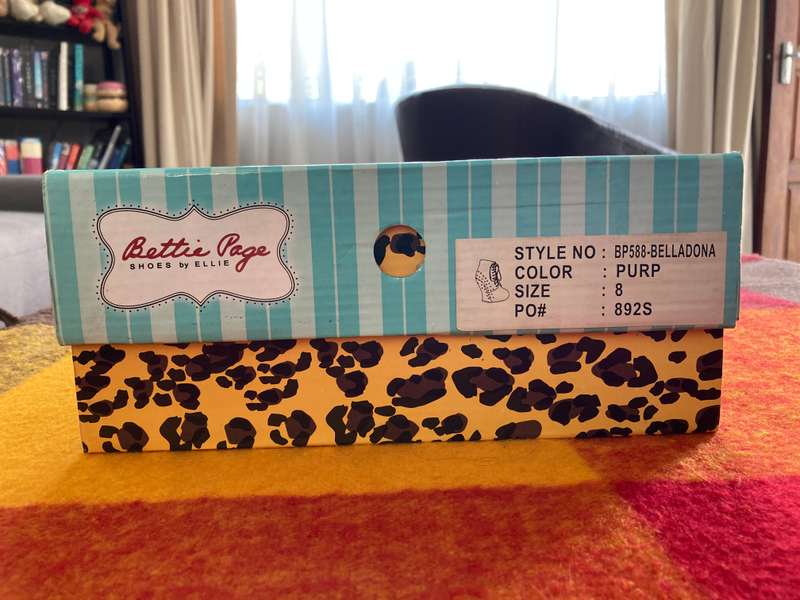 Bettie Page
SHOES by ELLIE
STYLE NO : BP588-BELLADONA
COLOR : PURP
SIZE : 8
PO# : 892S